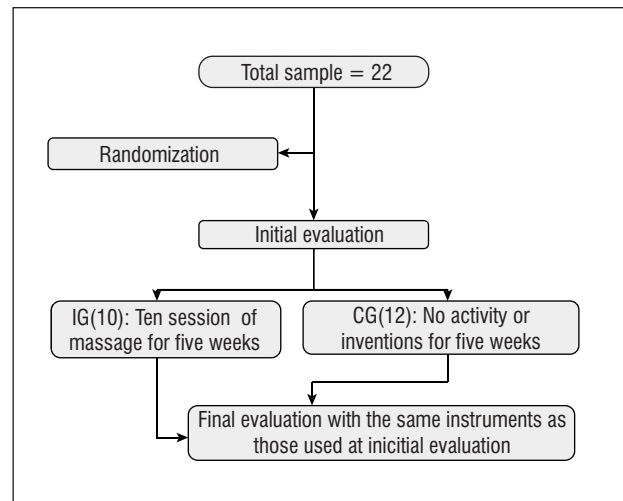 Total sample = 22
Randomization
Initial evaluation
IG(10): Ten session of
massage for five weeks
CG(12): No activity or
inventions for five weeks
Final evaluation with the same instruments as
those used at inicitial evaluation